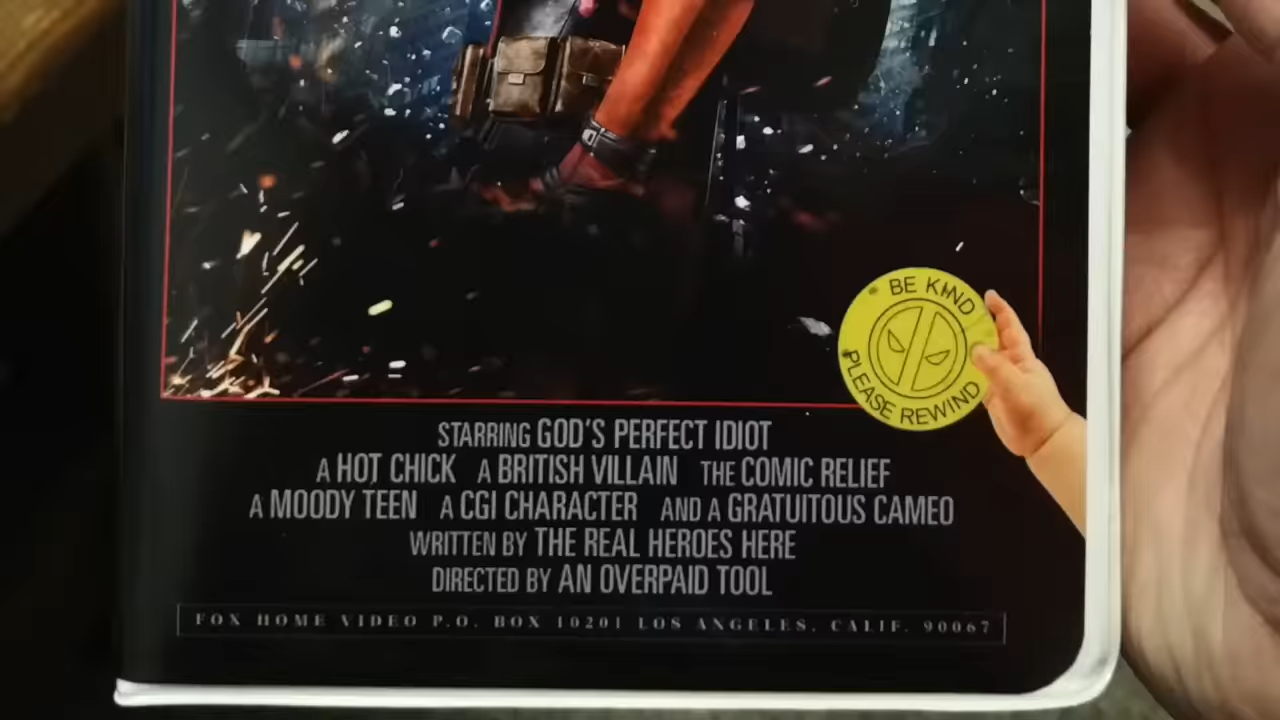 BE KIND
PLEASE REWIND
STARRING GOD'S PERFECT IDIOT
A HOT CHICK A BRITISH VILLAIN THE COMIC RELIEF
A MOODY TEEN A CGI CHARACTER AND A GRATUITOUS CAMEO
WRITTEN BY THE REAL HEROES HERE
DIRECTED BY AN OVERPAID TOOL
FOX HOME VIDEO P.O. BOX 10201 LOS ANGELES, CALIF. 90067